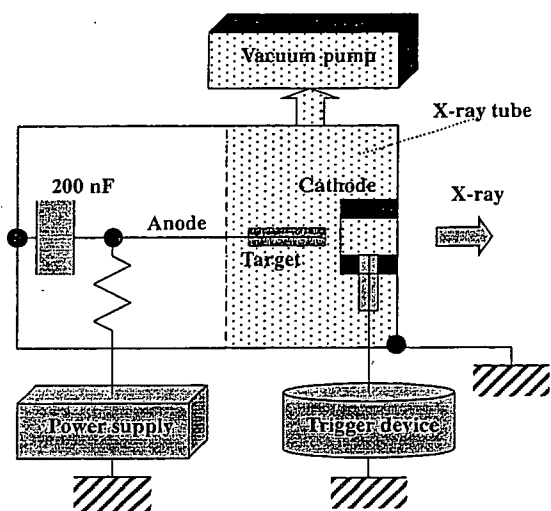 Vacuum pump
X-ray tube
200 nF
Cathode
X-ray
Anode
Target
Power supply
Trigger device